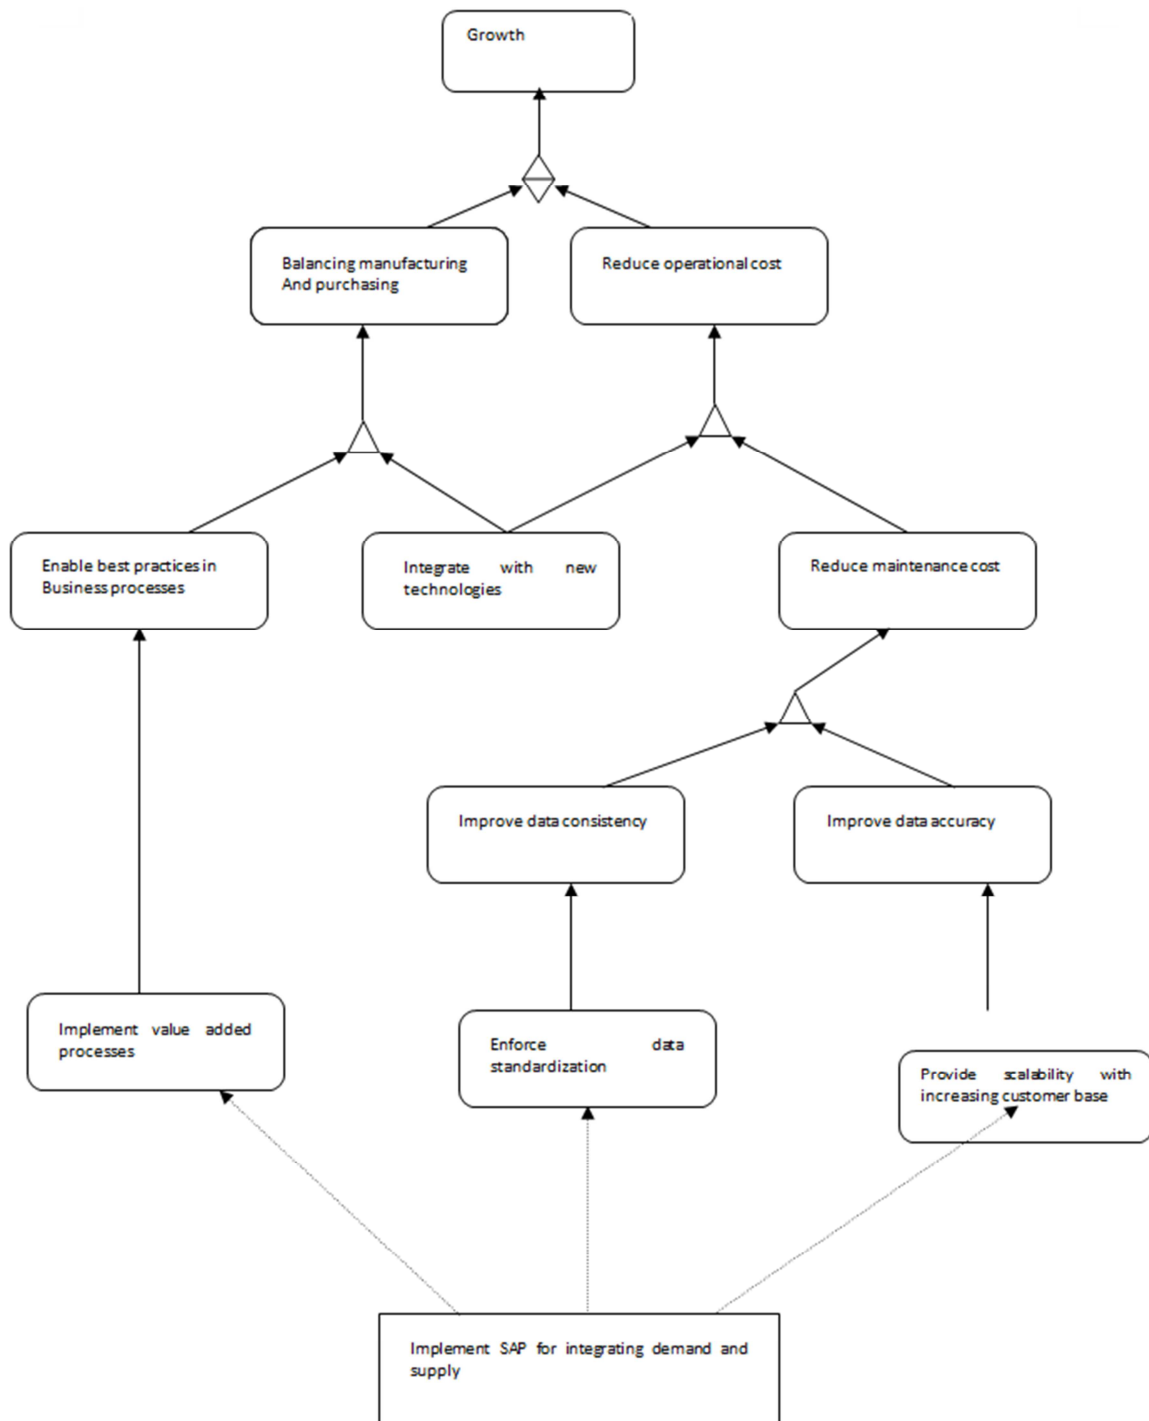 Growth
Balancing manufacturing
And purchasing
Reduce operational cost
Enable best practices in
Business processes
Integrate with new
technologies
Reduce maintenance cost
Improve data consistency
Improve data accuracy
Implement value added
processes
Enforce data
standardization
Provide scalability with
increasing customer base
Implement SAP for integrating demand and
supply